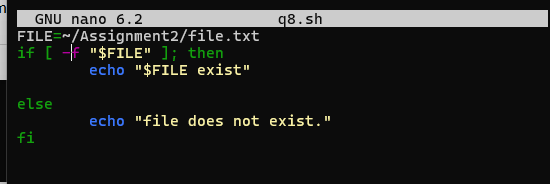 GNU nano 6.2 q8.sh
FILE=~/Assignment2/file.txt
if [ -f "$FILE" ]; then
        echo "$FILE exist"
else
        echo "file does not exist."
fi